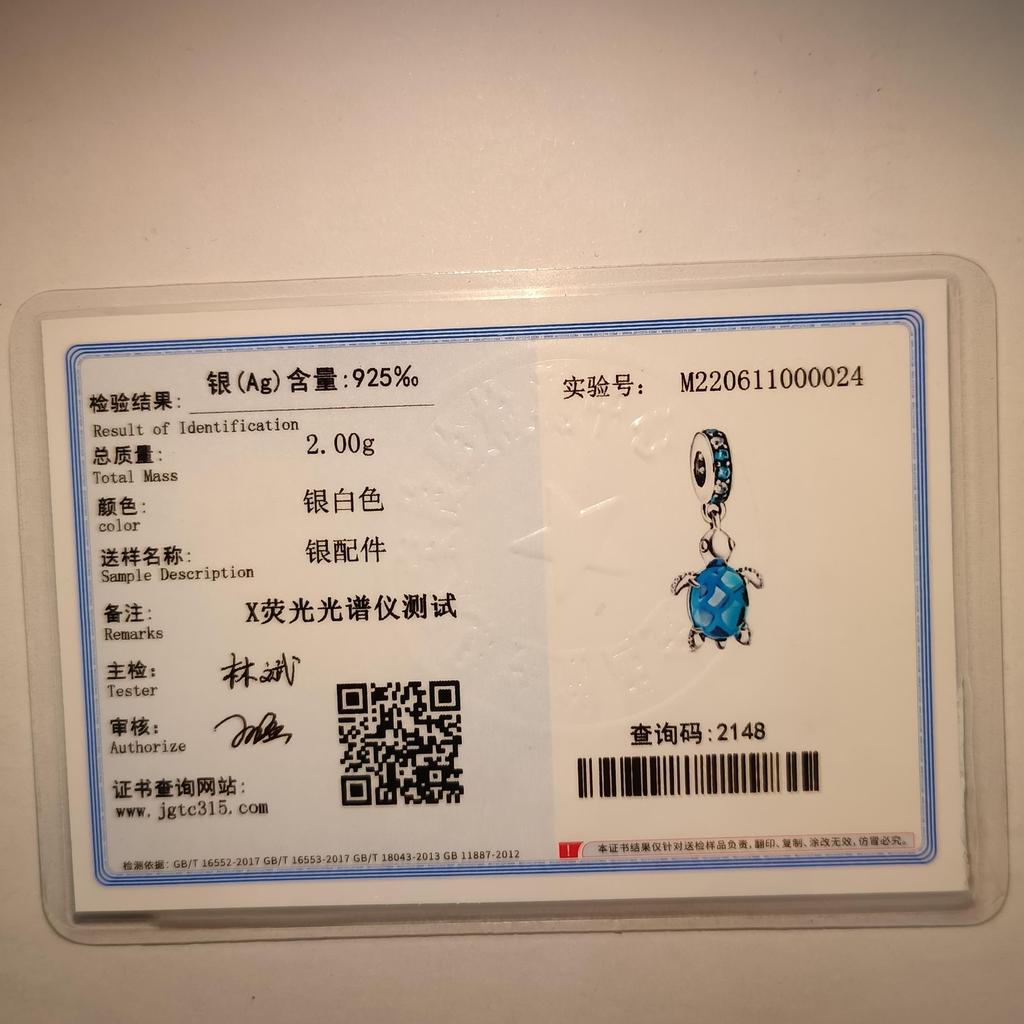 检验结果: 银(Ag)含量:925‰
Result of Identification
总质量: 2.00g
Total Mass
颜色: 银白色
color
送样名称: 银配件
Sample Description
备注: X荧光光谱仪测试
Remarks
主检: 林斌
Tester
审核:
Authorize
证书查询网站:
www.jgtc315.com
检测依据: GB/T 16552-2017 GB/T 16553-2017 GB/T 18043-2013 GB 11887-2012
实验号: M220611000024
查询码:2148
! 本证书结果仅针对送检样品负责,翻印、复制、涂改无效,仿冒必究。